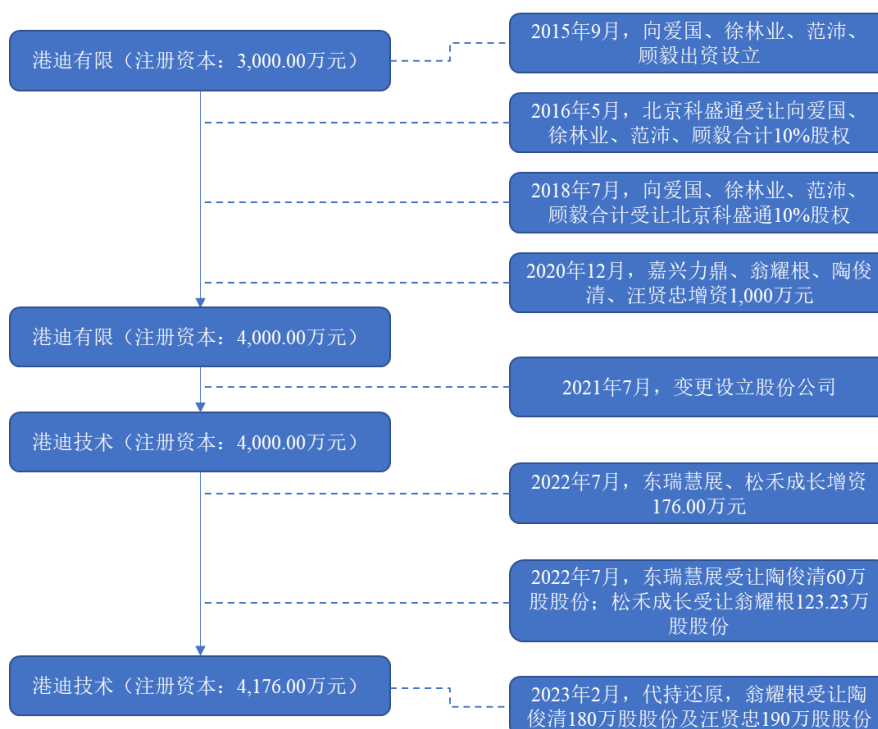 港迪有限（注册资本：3,000.00万元）
2015年9月，向爱国、徐林业、范沛、
顾毅出资设立
2016年5月，北京科盛通受让向爱国、
徐林业、范沛、顾毅合计10%股权
2018年7月，向爱国、徐林业、范沛、
顾毅合计受让北京科盛通10%股权
2020年12月，嘉兴力鼎、翁耀根、陶俊
清、汪贤忠增资1,000万元
港迪有限（注册资本：4,000.00万元）
2021年7月，变更设立股份公司
港迪技术（注册资本：4,000.00万元）
2022年7月，东瑞慧展、松禾成长增资
176.00万元
2022年7月，东瑞慧展受让陶俊清60万
股股份；松禾成长受让翁耀根123.23万
股股份
港迪技术（注册资本：4,176.00万元）
2023年2月，代持还原，翁耀根受让陶
俊清180万股股份及汪贤忠190万股股份